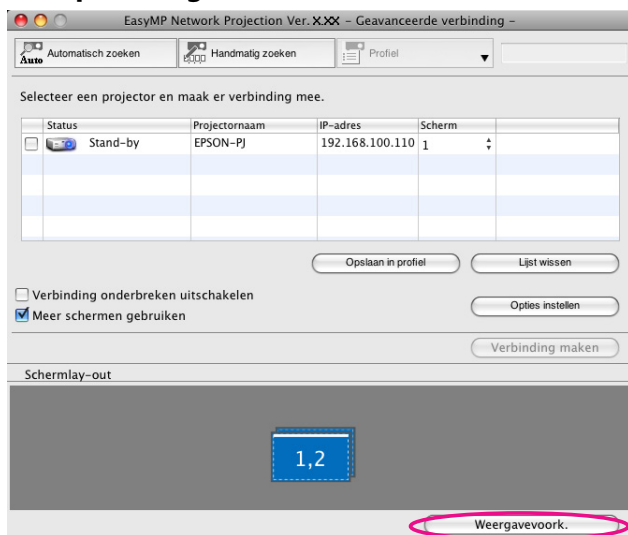 EasyMP Network Projection Ver. X.XX – Geavanceerde verbinding –
Auto Automatisch zoeken Handmatig zoeken Profiel
Selecteer een projector en maak er verbinding mee.
Status Projectornaam IP-adres Scherm
Stand-by EPSON-PJ 192.168.100.110 1
Opslaan in profiel Lijst wissen
Verbinding onderbreken uitschakelen
Meer schermen gebruiken
Opties instellen
Verbinding maken
Schermlay-out
1,2
Weergavevoork.